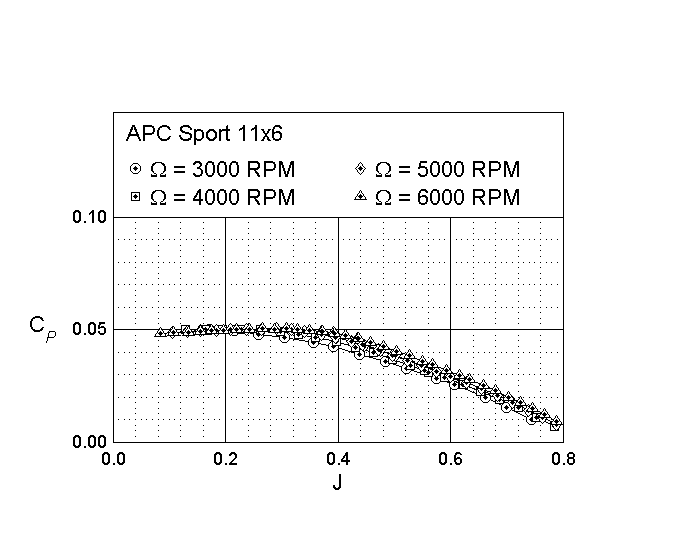 APC Sport 11x6
Ω = 3000 RPM
Ω = 5000 RPM
Ω = 4000 RPM
Ω = 6000 RPM
0.10
C_P
0.05
0.00
0.0 0.2 0.4 0.6 0.8
J